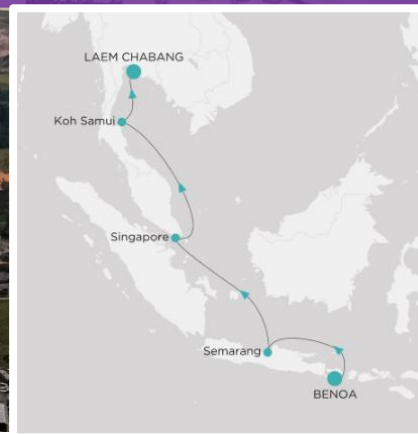 LAEM CHABANG
Koh Samui
Singapore
Semarang
BENOA